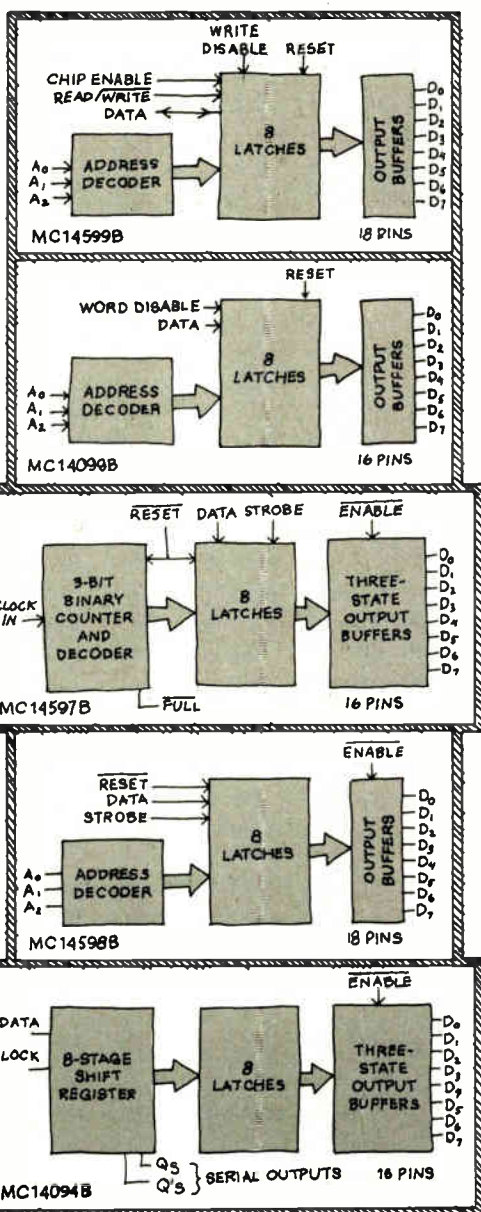 WRITE
DISABLE RESET
CHIP ENABLE
READ/WRITE
DATA
A0
A1
A2
ADDRESS
DECODER
8
LATCHES
OUTPUT
BUFFERS
D0
D1
D2
D3
D4
D5
D6
D7
MC14599B
18 PINS
RESET
WORD DISABLE
DATA
A0
A1
A2
ADDRESS
DECODER
8
LATCHES
OUTPUT
BUFFERS
D0
D1
D2
D3
D4
D5
D6
D7
MC14099B
16 PINS
RESET DATA STROBE ENABLE
CLOCK
IN
3-BIT
BINARY
COUNTER
AND
DECODER
8
LATCHES
THREE-
STATE
OUTPUT
BUFFERS
D0
D1
D2
D3
D4
D5
D6
D7
FULL
MC14597B
16 PINS
ENABLE
RESET
DATA
STROBE
A0
A1
A2
ADDRESS
DECODER
8
LATCHES
OUTPUT
BUFFERS
D0
D1
D2
D3
D4
D5
D6
D7
MC14598B
18 PINS
ENABLE
DATA
CLOCK
8-STAGE
SHIFT
REGISTER
8
LATCHES
THREE-
STATE
OUTPUT
BUFFERS
D0
D1
D2
D3
D4
D5
D6
D7
QS
Q'S
SERIAL OUTPUTS
16 PINS
MC14094B